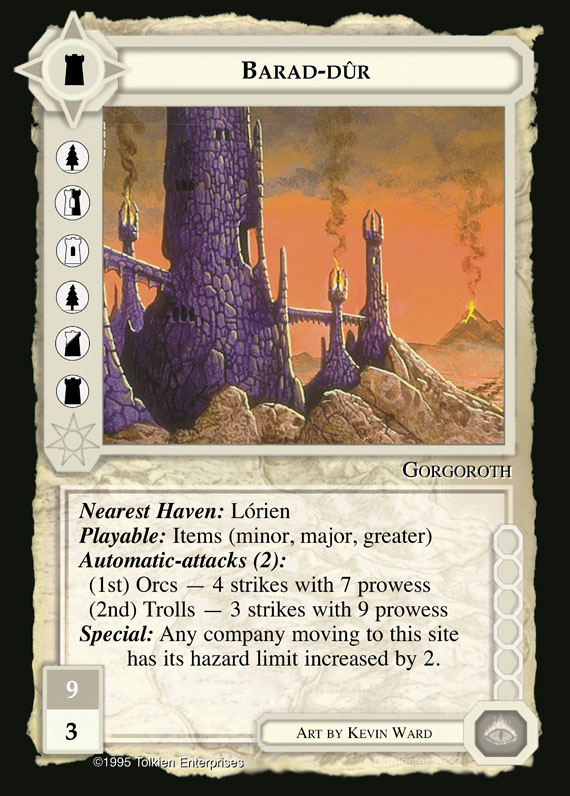 BARAD-DÛR
GORGOROTH
Nearest Haven: Lórien
Playable: Items (minor, major, greater)
Automatic-attacks (2):
(1st) Orcs — 4 strikes with 7 prowess
(2nd) Trolls — 3 strikes with 9 prowess
Special: Any company moving to this site
has its hazard limit increased by 2.
9
3
ART BY KEVIN WARD
©1995 Tolkien Enterprises